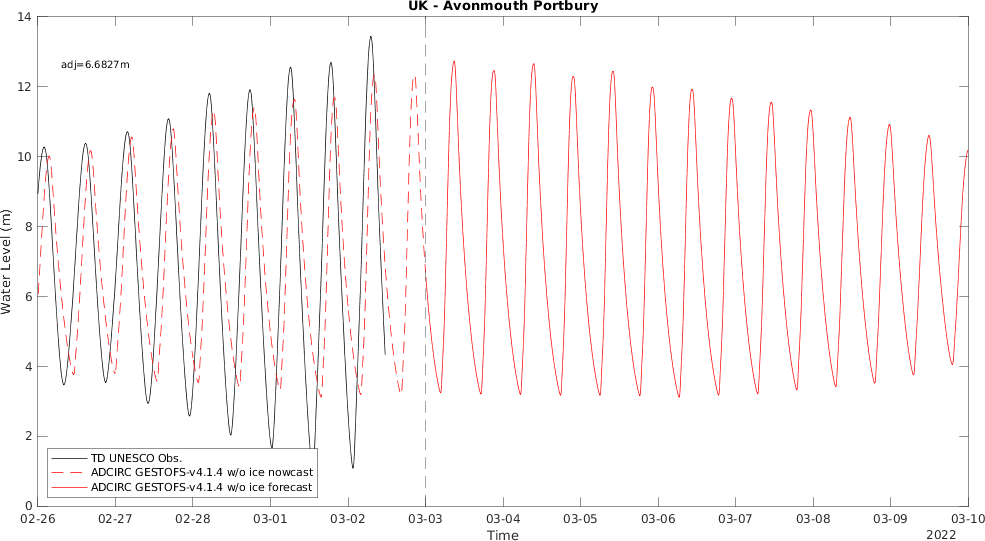 UK - Avonmouth Portbury
adj=6.6827m
Water Level (m)
14
12
10
8
6
4
2
0
TD UNESCO Obs.
ADCIRC GESTOFS-v4.1.4 w/o ice nowcast
ADCIRC GESTOFS-v4.1.4 w/o ice forecast
02-26 02-27 02-28 03-01 03-02 03-03 03-04 03-05 03-06 03-07 03-08 03-09 03-10
Time
2022